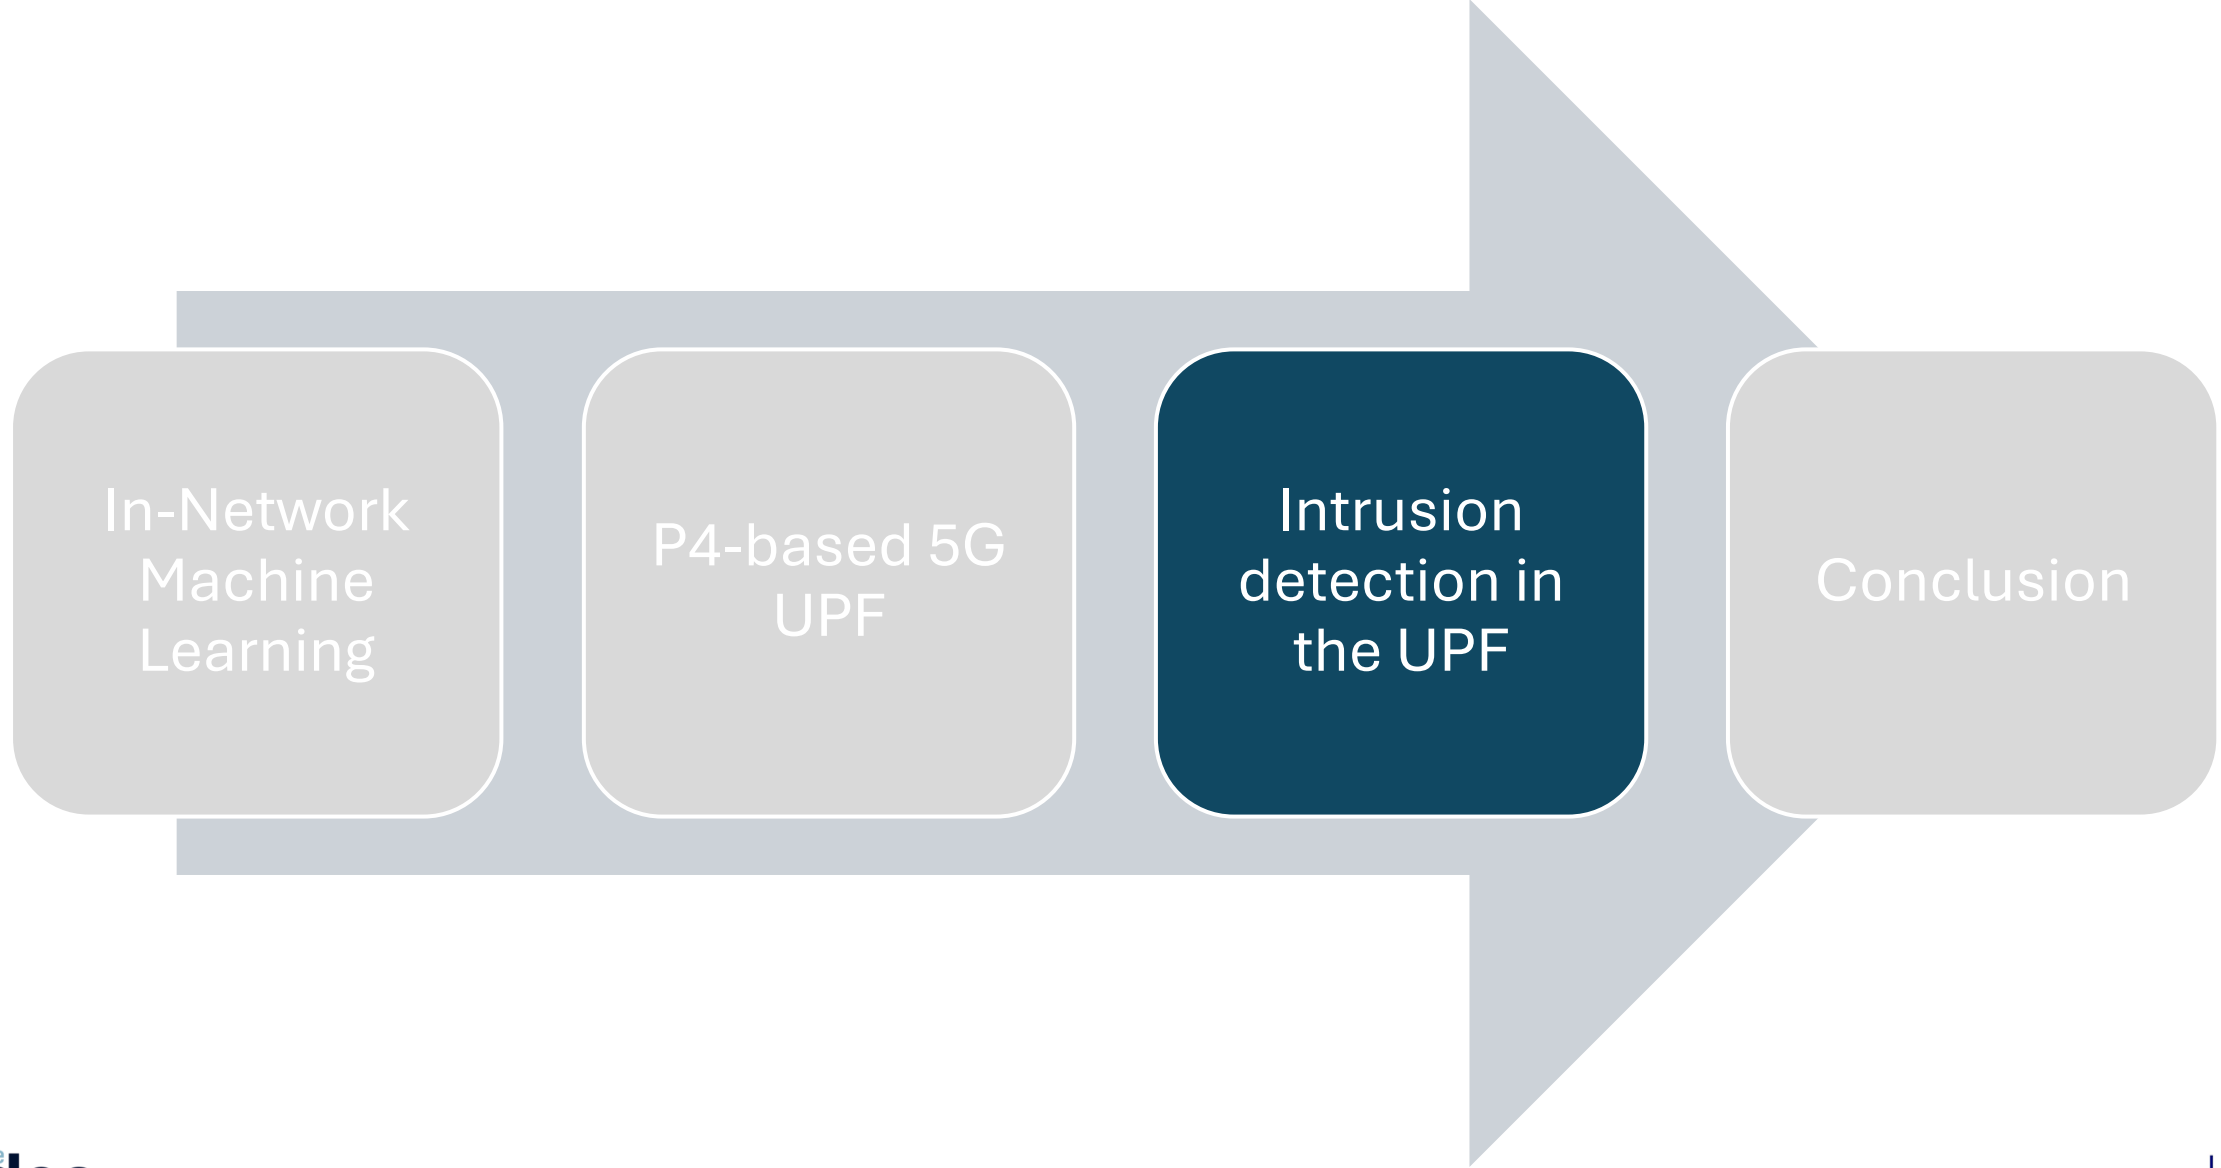 In-Network
Machine
Learning
P4-based 5G
UPF
Intrusion
detection in
the UPF
Conclusion